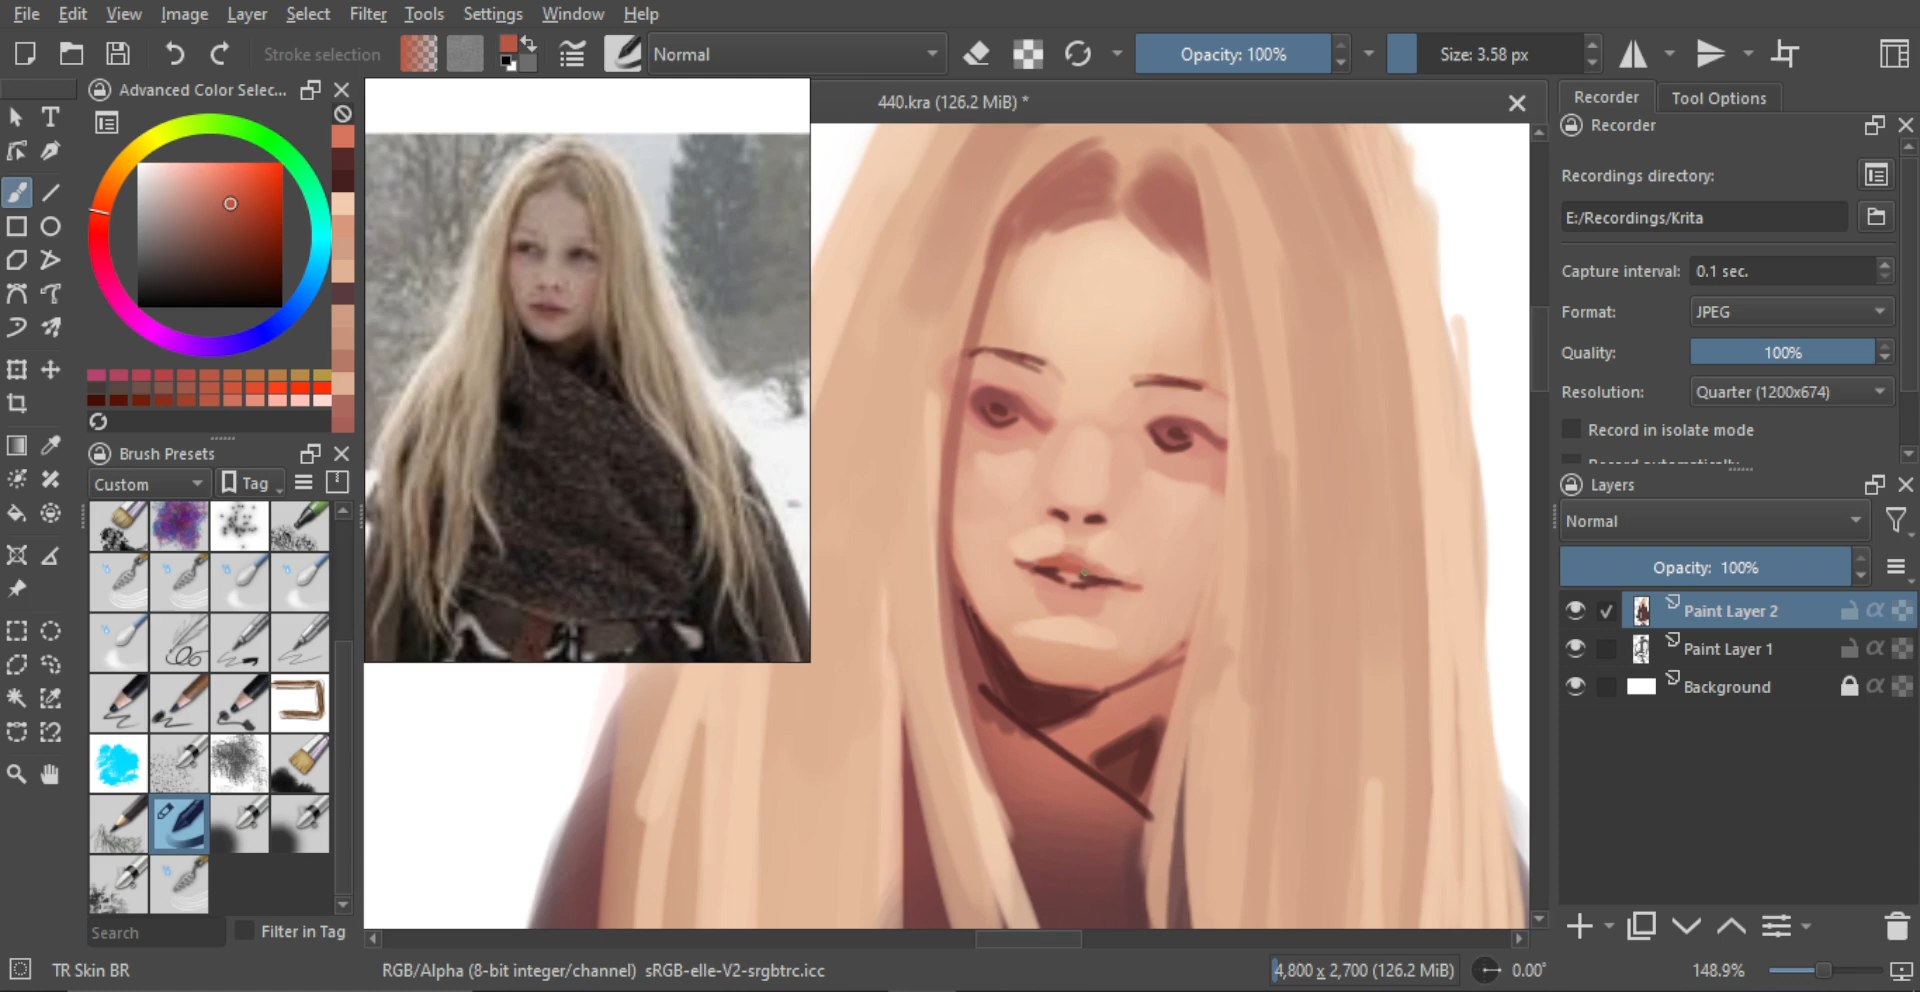 File Edit View Image Layer Select Filter Tools Settings Window Help
Stroke selection Normal Opacity: 100% Size: 3.58 px
Advanced Color Selec...
440.kra (126.2 MiB) *
Recorder Tool Options
Recorder
Recordings directory:
E:/Recordings/Krita
Capture interval: 0.1 sec.
Format: JPEG
Quality: 100%
Resolution: Quarter (1200x674)
Record in isolate mode
Record automatically
Brush Presets
Custom Tag
Layers
Normal
Opacity: 100%
Paint Layer 2
Paint Layer 1
Background
Search Filter in Tag
TR Skin BR RGB/Alpha (8-bit integer/channel) sRGB-elle-V2-srgbtrc.icc 4,800 x 2,700 (126.2 MiB) 0.00° 148.9%